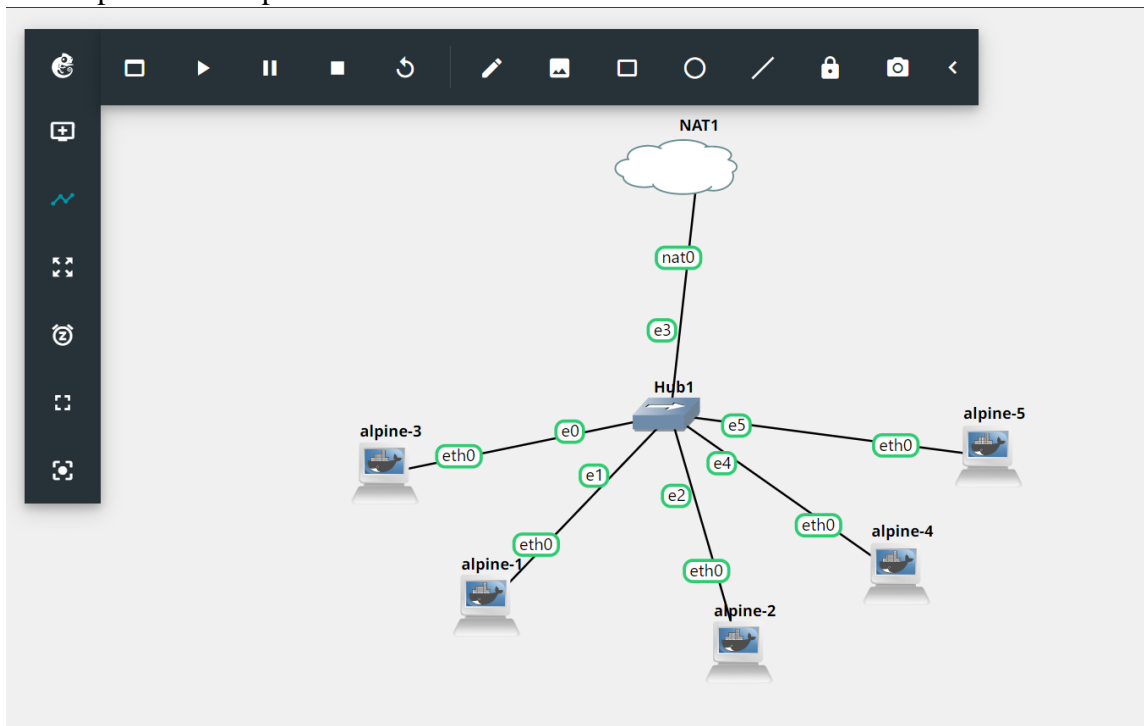 NAT1
nat0
e3
Hub1
alpine-3
eth0
e0
e5
eth0
alpine-5
e1
e4
e2
eth0
alpine-1
eth0
alpine-4
eth0
alpine-2